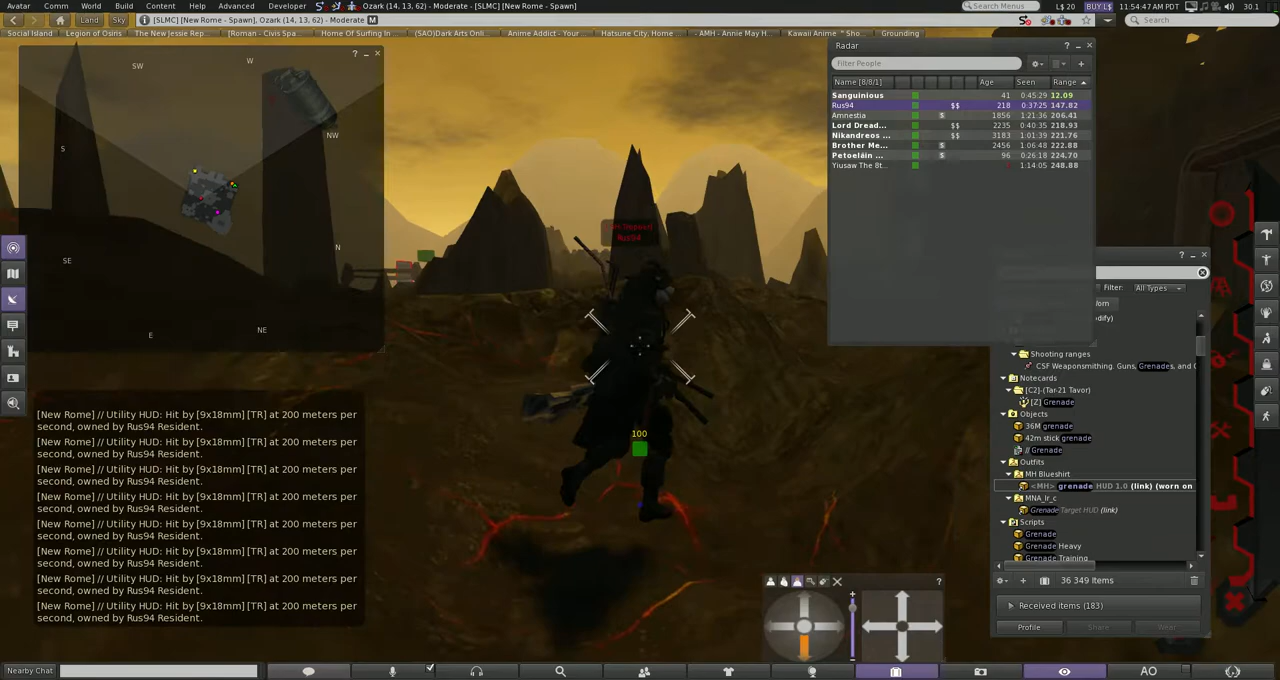 Avatar Comm World Build Content Help Advanced Developer Ozark (14, 13, 62) - Moderate - [SLMC] [New Rome - Spawn] Search Menus L$ 20 BUY L$ 11:54:47 AM PDT 30.1
Land Sky [SLMC] [New Rome - Spawn], Ozark (14, 13, 62) - Moderate Search
Social Island Legion of Osiris The New Jessie Rep... [Roman - Civis Spa... Home Of Surfing In... (SAO)Dark Arts Onli... Anime Addict - Your... Hatsune City, Home... - AMH - Annie May H... Kawaii Anime " Sho... Grounding
SW W NW S N SE E NE
Radar
Filter People
Name [8/8/1] Age Seen Range
Sanguinious 41 0:45:29 12.09
Rus94 $$ 218 0:37:25 147.82
Amnestia $ 1856 1:21:36 206.41
Lord Dread... $$ 2235 0:40:35 218.93
Nikandreos ... $$ 3183 1:01:39 221.76
Brother Me... $ 2456 1:06:48 222.88
Petoeláin ... $ 96 0:26:18 224.70
Yiusaw The 8t... 1:14:05 248.88
Rus94
100
Filter: All Types
Worn
odify)
Shooting ranges
CSF Weaponsmithing. Guns, Grenades, and C
Notecards
[C2]-(Tar-21 Tavor)
[Z] Grenade
Objects
36M grenade
42m stick grenade
// Grenade
Outfits
MH Blueshirt
<MH> grenade HUD 1.0 (link) (worn on
MNA_Ir_c
Grenade Target HUD (link)
Scripts
Grenade
Grenade Heavy
Grenade Training
36 349 Items
Received items (183)
Profile Share Wear
[New Rome] // Utility HUD: Hit by [9x18mm] [TR] at 200 meters per
second, owned by Rus94 Resident.
[New Rome] // Utility HUD: Hit by [9x18mm] [TR] at 200 meters per
second, owned by Rus94 Resident.
[New Rome] // Utility HUD: Hit by [9x18mm] [TR] at 200 meters per
second, owned by Rus94 Resident.
[New Rome] // Utility HUD: Hit by [9x18mm] [TR] at 200 meters per
second, owned by Rus94 Resident.
[New Rome] // Utility HUD: Hit by [9x18mm] [TR] at 200 meters per
second, owned by Rus94 Resident.
[New Rome] // Utility HUD: Hit by [9x18mm] [TR] at 200 meters per
second, owned by Rus94 Resident.
[New Rome] // Utility HUD: Hit by [9x18mm] [TR] at 200 meters per
second, owned by Rus94 Resident.
[New Rome] // Utility HUD: Hit by [9x18mm] [TR] at 200 meters per
second, owned by Rus94 Resident.
Nearby Chat AO